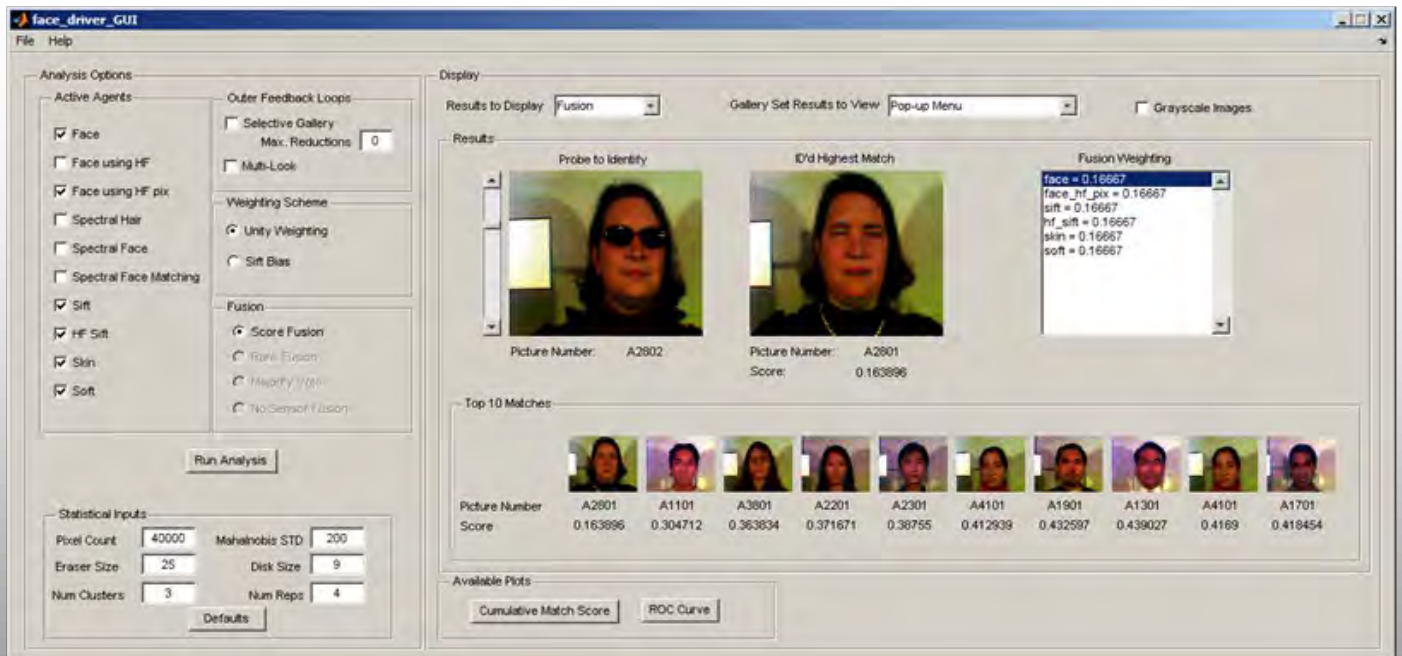 face_driver_GUI
File Help
Analysis Options
Active Agents
Face
Face using HF
Face using HF pix
Spectral Hair
Spectral Face
Spectral Face Matching
Sift
HF Sift
Skin
Soft
Outer Feedback Loops
Selective Gallery
Max. Reductions 0
Multi-Look
Weighting Scheme
Unity Weighting
Sift Bias
Fusion
Score Fusion
Rank Fusion
Majority Vote
No Sensor Fusion
Run Analysis
Statistical Inputs
Pixel Count 40000 Mahalnobis STD 200
Eraser Size 25 Disk Size 9
Num Clusters 3 Num Reps 4
Defaults
Display
Results to Display Fusion Gallery Set Results to View Pop-up Menu Grayscale Images
Results
Probe to Identify
Picture Number: A2802
ID'd Highest Match
Picture Number: A2801
Score: 0.163896
Fusion Weighting
face = 0.16667
face_hf_pix = 0.16667
sift = 0.16667
hf_sift = 0.16667
skin = 0.16667
soft = 0.16667
Top 10 Matches
Picture Number A2801 A1101 A3801 A2201 A2301 A4101 A1901 A1301 A4101 A1701
Score 0.163896 0.304712 0.363834 0.371671 0.38755 0.412939 0.432597 0.439027 0.4169 0.418454
Available Plots
Cumulative Match Score ROC Curve